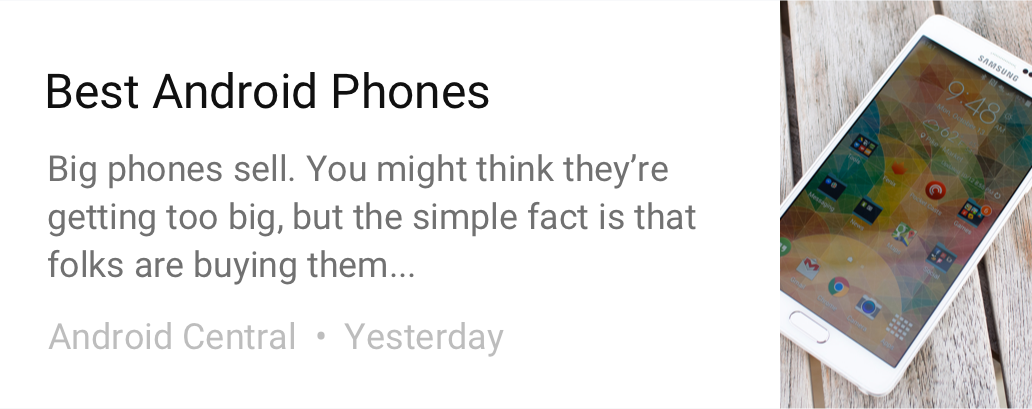 Best Android Phones
Big phones sell. You might think they’re
getting too big, but the simple fact is that
folks are buying them...
Android Central • Yesterday
SAMSUNG
9:48